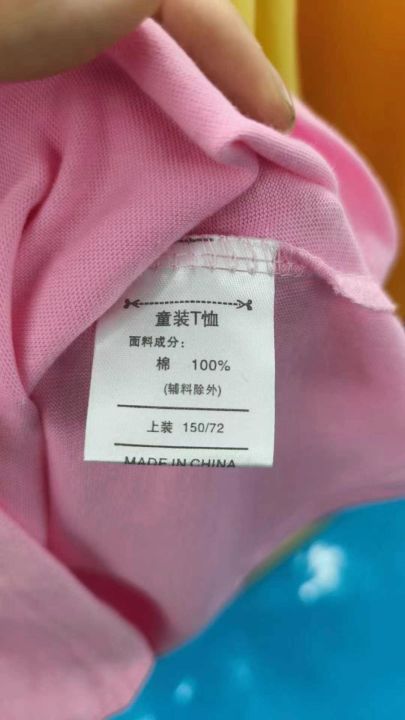 童装T恤
面料成分：
棉 100%
(辅料除外)
上装 150/72
MADE IN CHINA